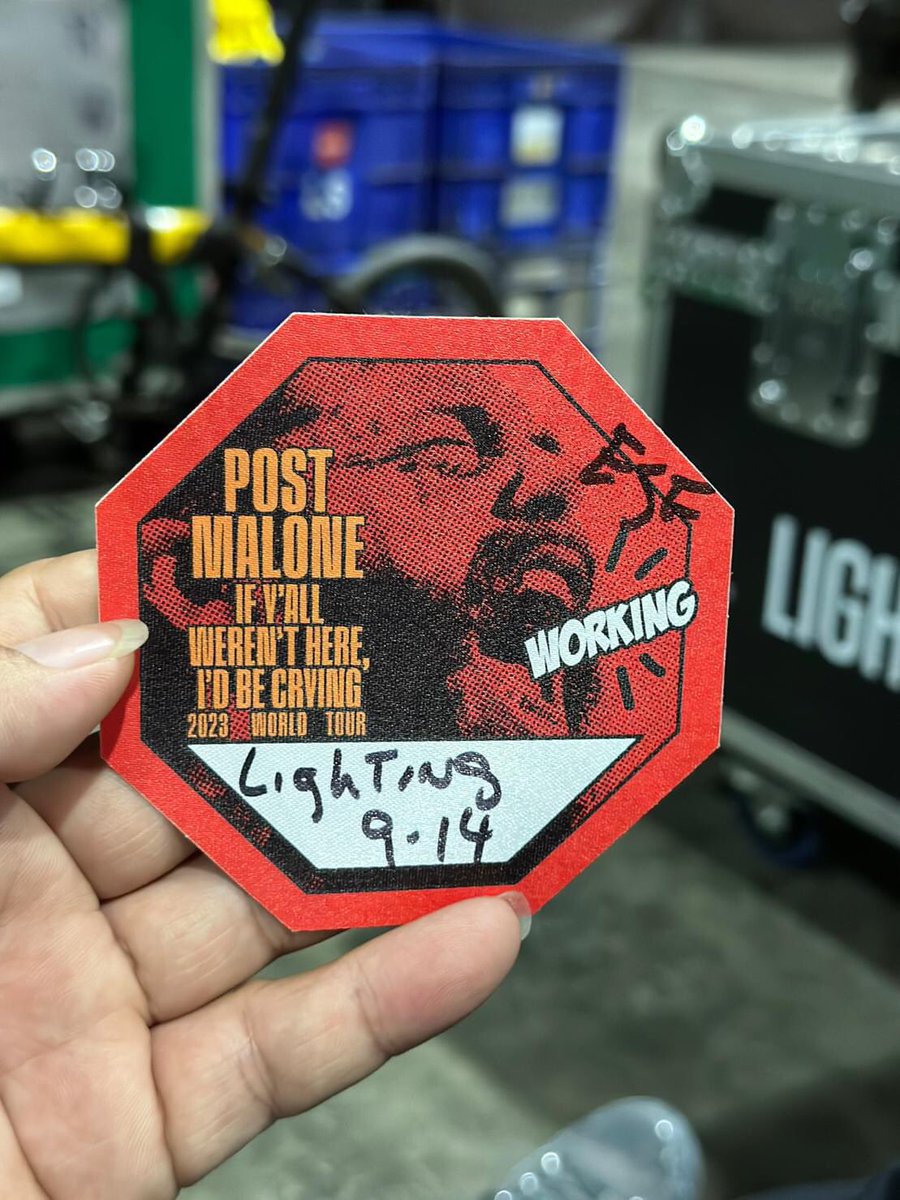 POST
MALONE
IF Y'ALL
WEREN'T HERE,
I'D BE CRYING
2023 WORLD TOUR
WORKING
LighTiNg
9.14
LIGH